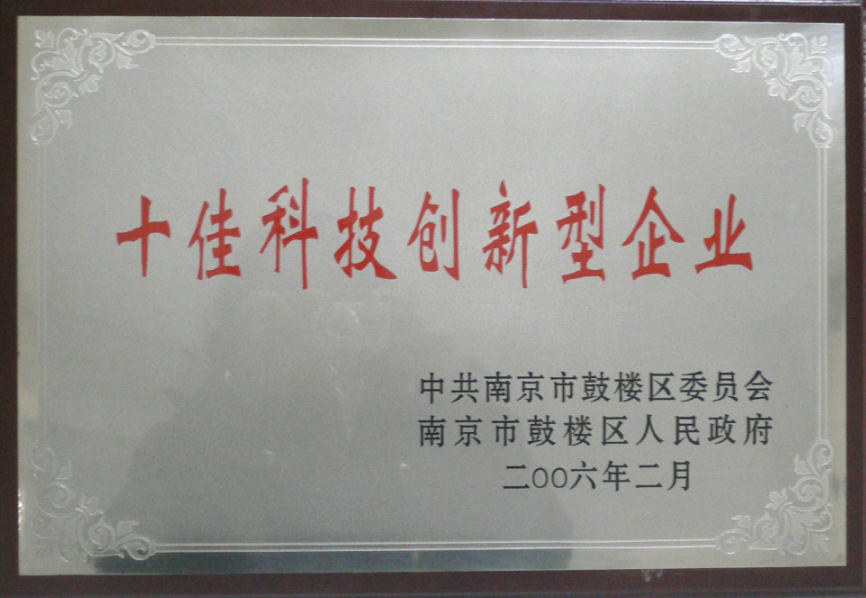 十佳科技创新型企业
中共南京市鼓楼区委员会
南京市鼓楼区人民政府
二OO六年二月